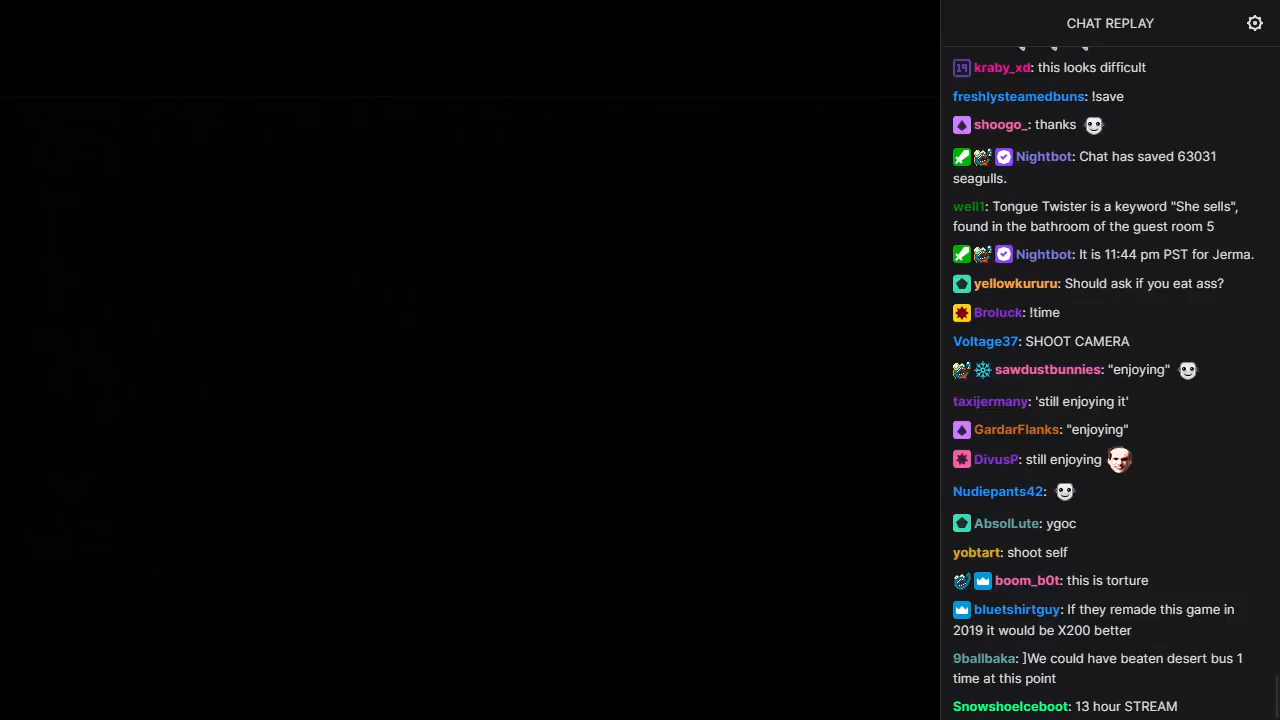 CHAT REPLAY
kraby_xd: this looks difficult
freshlysteamedbuns: !save
shoogo_: thanks
Nightbot: Chat has saved 63031
seagulls.
well1: Tongue Twister is a keyword "She sells",
found in the bathroom of the guest room 5
Nightbot: It is 11:44 pm PST for Jerma.
yellowkururu: Should ask if you eat ass?
Broluck: !time
Voltage37: SHOOT CAMERA
sawdustbunnies: "enjoying"
taxijermany: 'still enjoying it'
GardarFlanks: "enjoying"
DivusP: still enjoying
Nudiepants42:
AbsolLute: ygoc
yobtart: shoot self
boom_b0t: this is torture
bluetshirtguy: If they remade this game in
2019 it would be X200 better
9ballbaka: ]We could have beaten desert bus 1
time at this point
SnowshoeIceboot: 13 hour STREAM